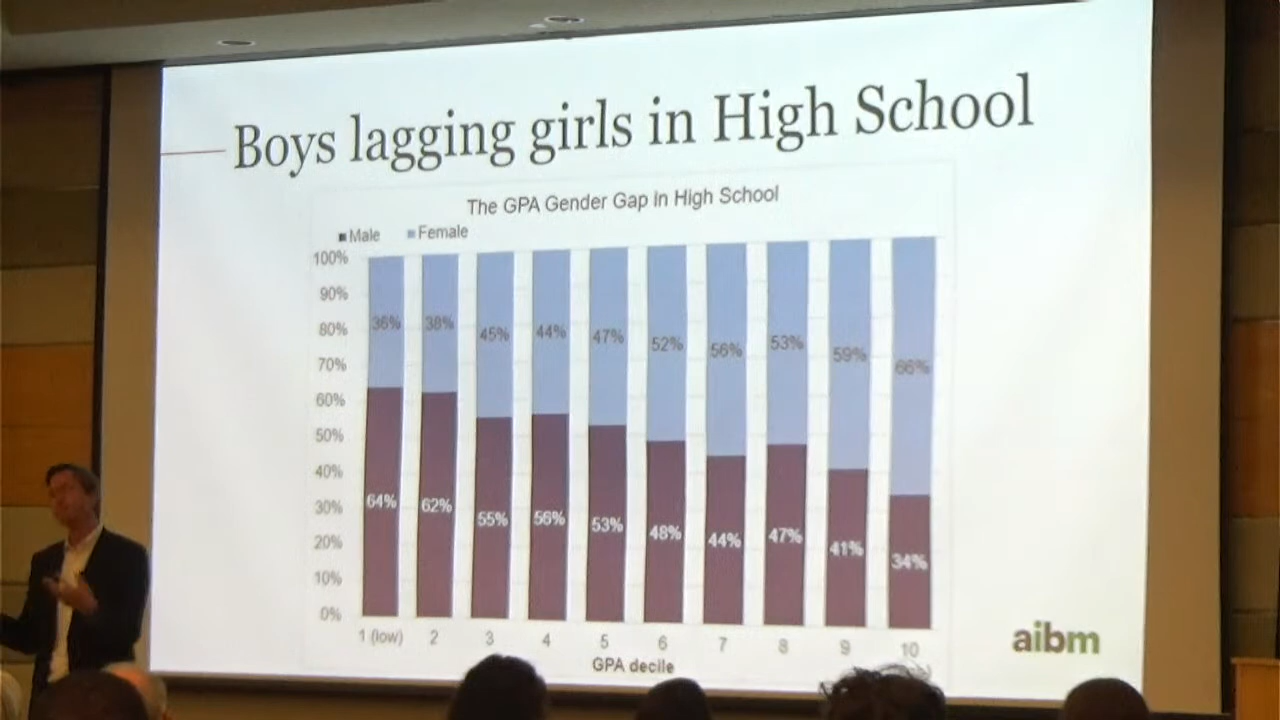 Boys lagging girls in High School
The GPA Gender Gap in High School
Male Female
100%
90%
80%
70%
60%
50%
40%
30%
20%
10%
0%
36% 38% 45% 44% 47% 52% 56% 53% 59% 66%
64% 62% 55% 56% 53% 48% 44% 47% 41% 34%
1 (low) 2 3 4 5 6 7 8 9 10
GPA decile
aibm